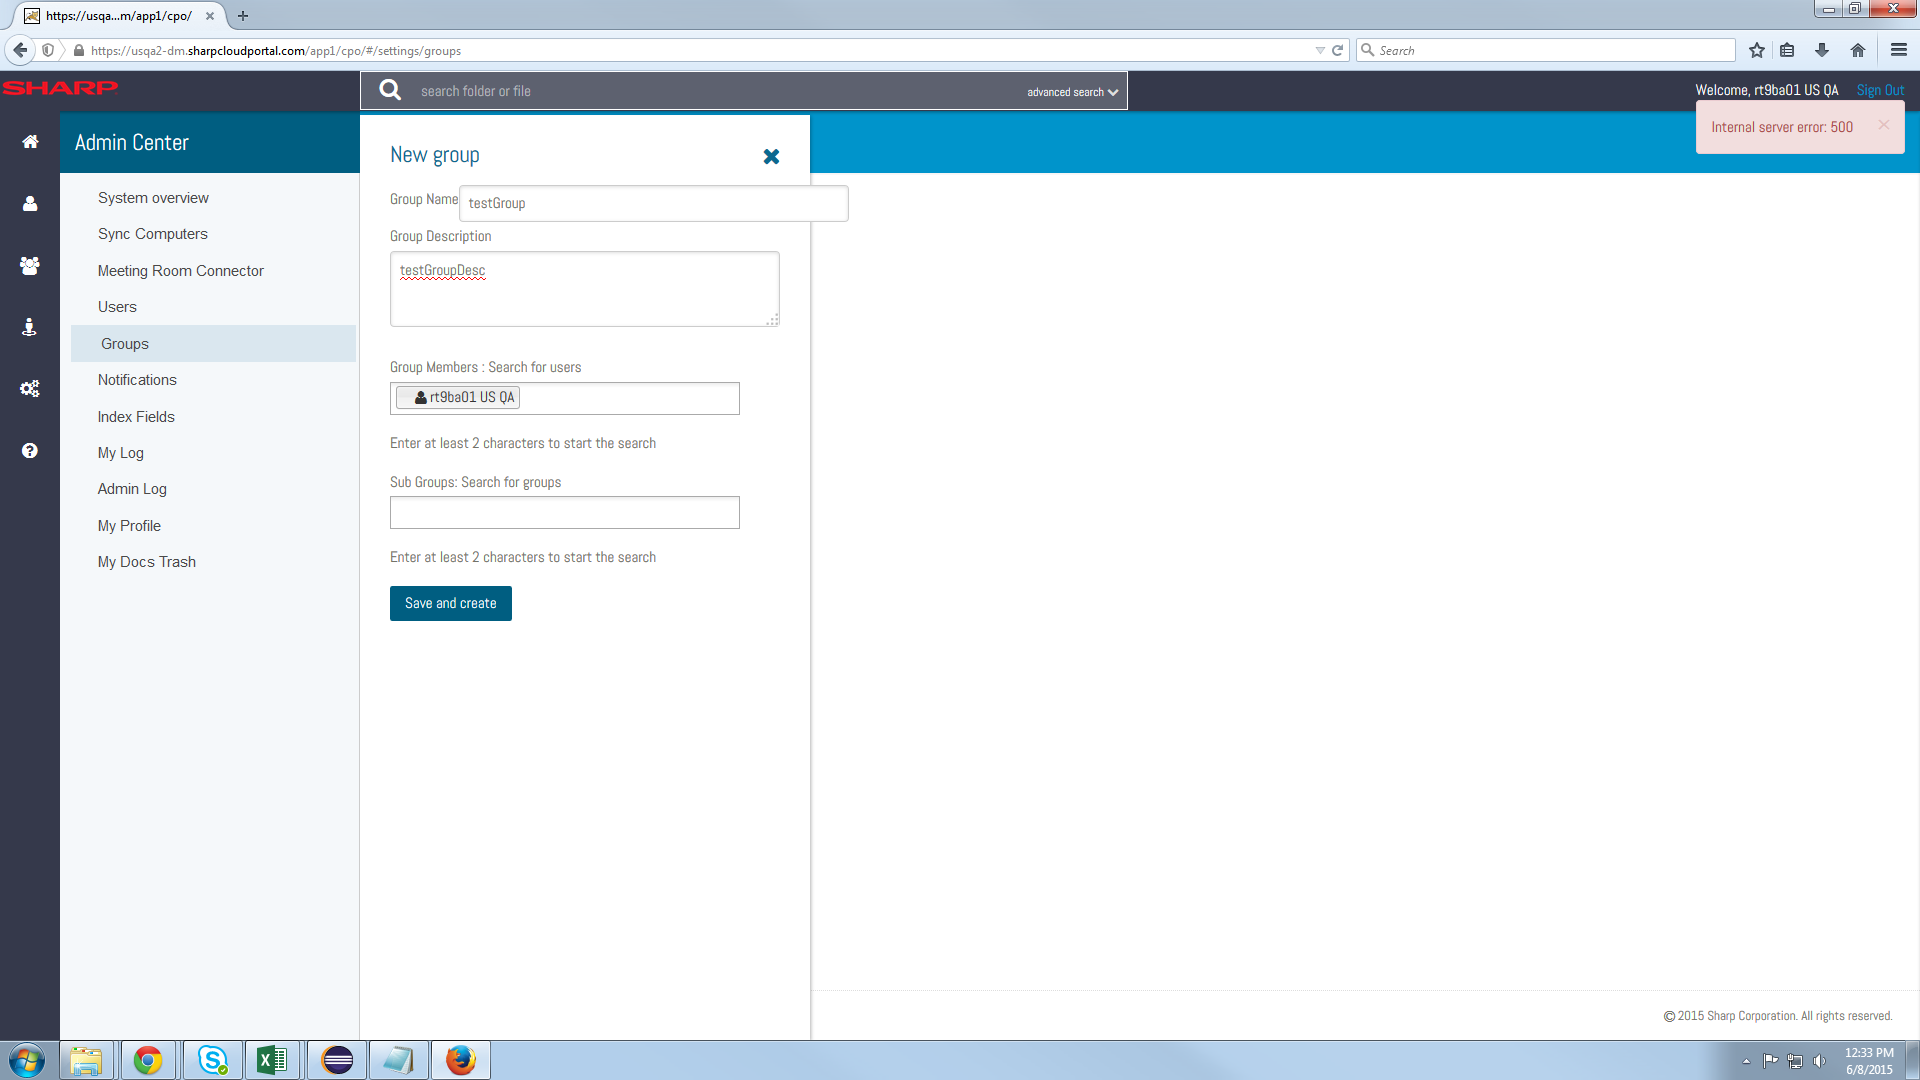 https://usqa...m/app1/cpo/
https://usqa2-dm.sharpcloudportal.com/app1/cpo/#/settings/groups
Search
SHARP
search folder or file
advanced search
Welcome, rt9ba01 US QA
Sign Out
Internal server error: 500
Admin Center
System overview
Sync Computers
Meeting Room Connector
Users
Groups
Notifications
Index Fields
My Log
Admin Log
My Profile
My Docs Trash
New group
Group Name
testGroup
Group Description
testGroupDesc
Group Members : Search for users
rt9ba01 US QA
Enter at least 2 characters to start the search
Sub Groups: Search for groups
Enter at least 2 characters to start the search
Save and create
© 2015 Sharp Corporation. All rights reserved.
12:33 PM
6/8/2015